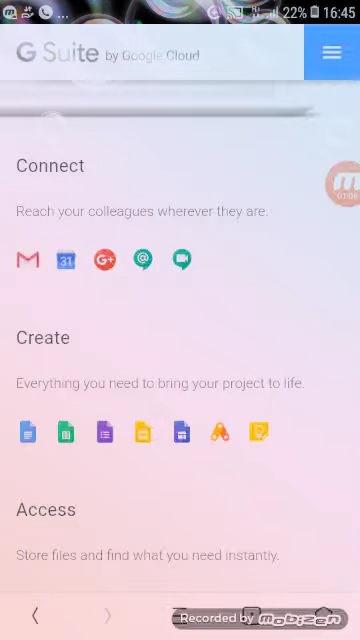 22% 16:45
G Suite by Google Cloud
Connect
Reach your colleagues wherever they are.
31 G+ @
Create
Everything you need to bring your project to life.
Access
Store files and find what you need instantly.
Recorded by mobizen